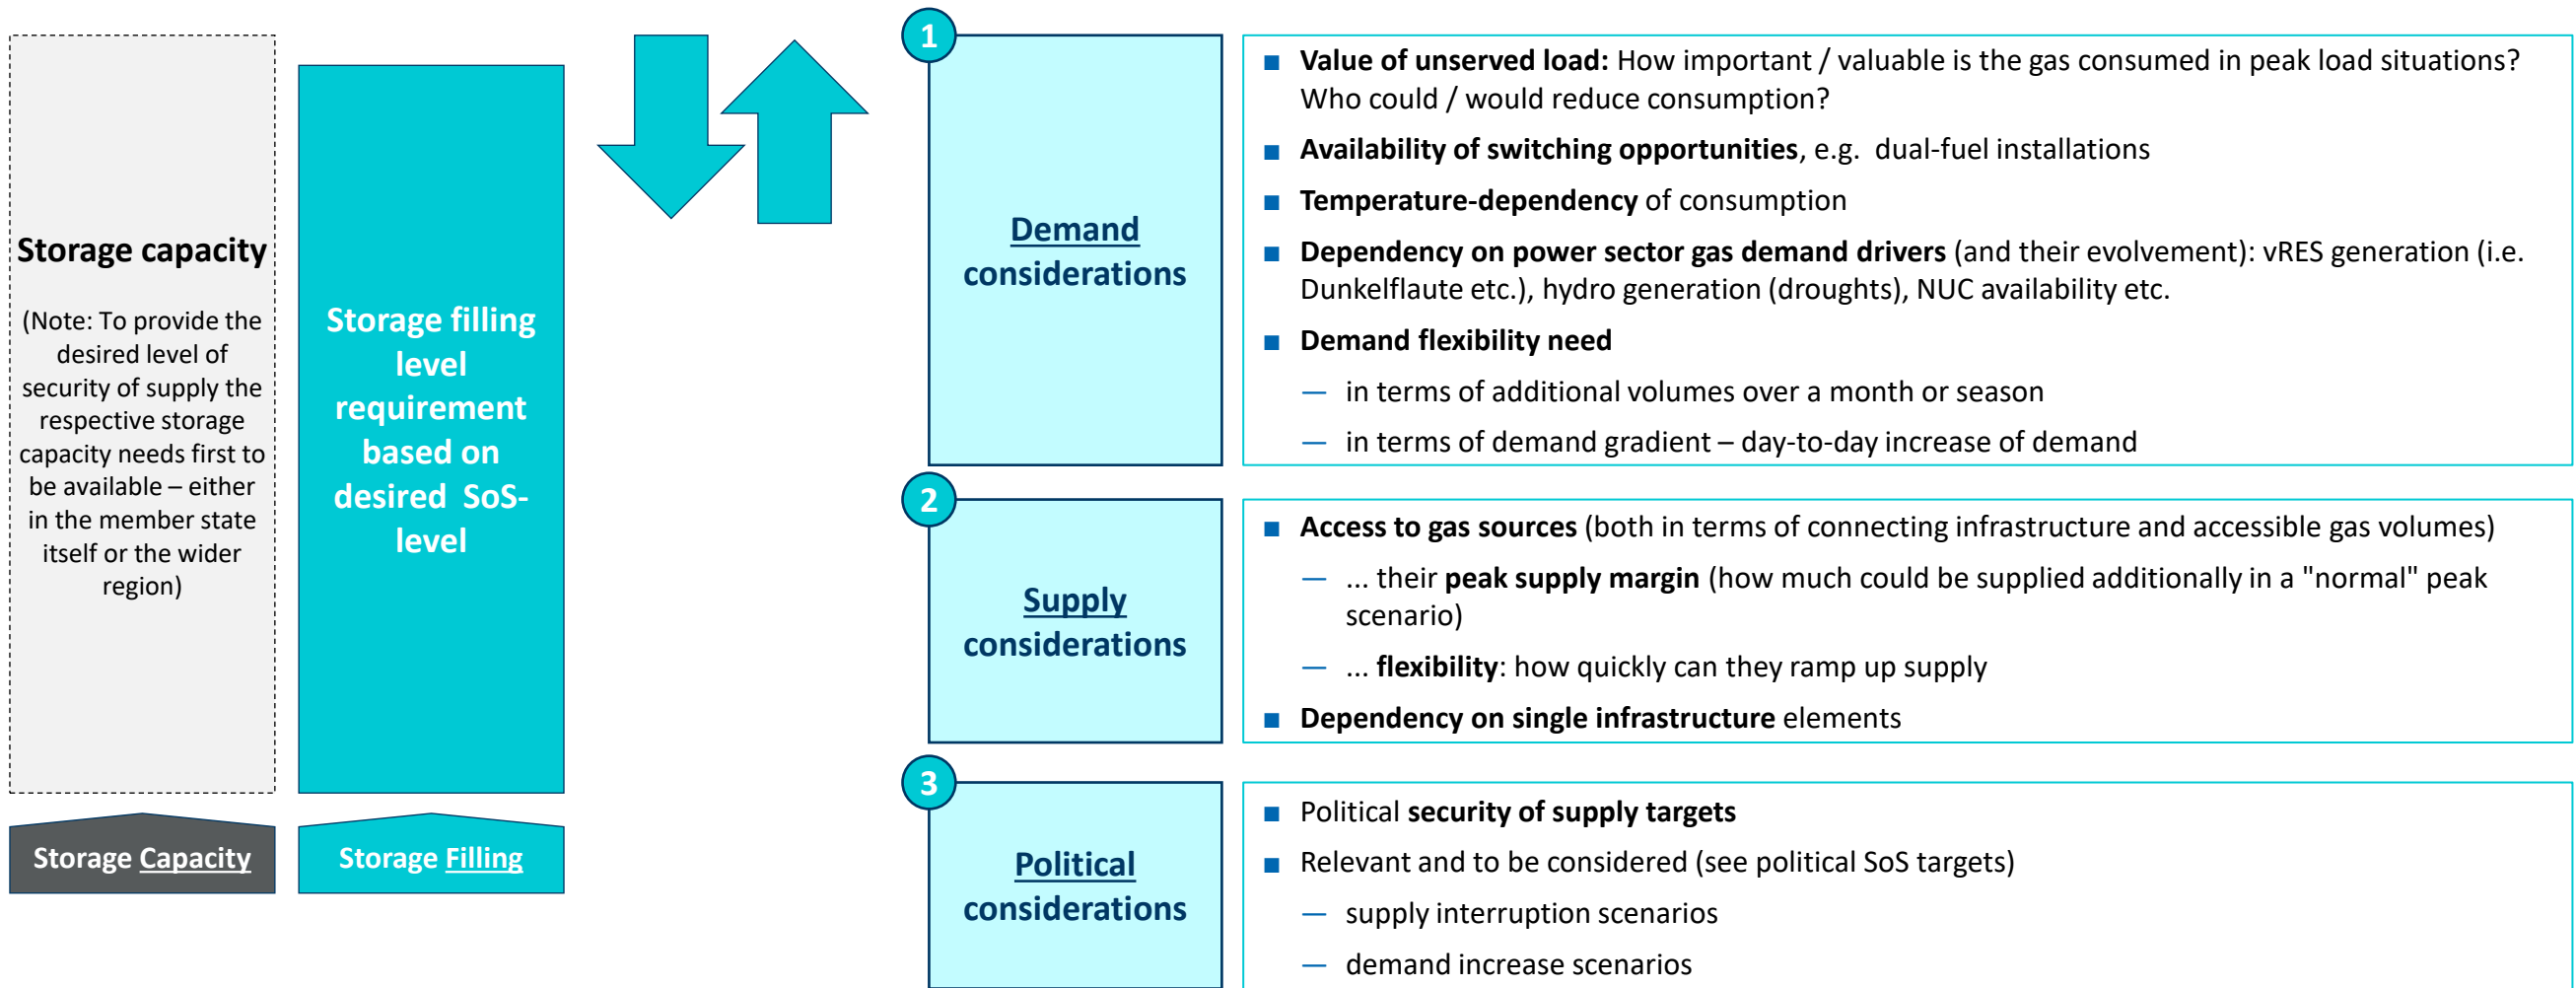 Storage capacity
(Note: To provide the
desired level of
security of supply the
respective storage
capacity needs first to
be available – either
in the member state
itself or the wider
region)
Storage Capacity
Storage filling
level
requirement
based on
desired SoS-
level
Storage Filling
1
Demand
considerations
■ Value of unserved load: How important / valuable is the gas consumed in peak load situations?
Who could / would reduce consumption?
■ Availability of switching opportunities, e.g. dual-fuel installations
■ Temperature-dependency of consumption
■ Dependency on power sector gas demand drivers (and their evolvement): vRES generation (i.e.
Dunkelflaute etc.), hydro generation (droughts), NUC availability etc.
■ Demand flexibility need
— in terms of additional volumes over a month or season
— in terms of demand gradient – day-to-day increase of demand
2
Supply
considerations
■ Access to gas sources (both in terms of connecting infrastructure and accessible gas volumes)
— ... their peak supply margin (how much could be supplied additionally in a "normal" peak
scenario)
— ... flexibility: how quickly can they ramp up supply
■ Dependency on single infrastructure elements
3
Political
considerations
■ Political security of supply targets
■ Relevant and to be considered (see political SoS targets)
— supply interruption scenarios
— demand increase scenarios